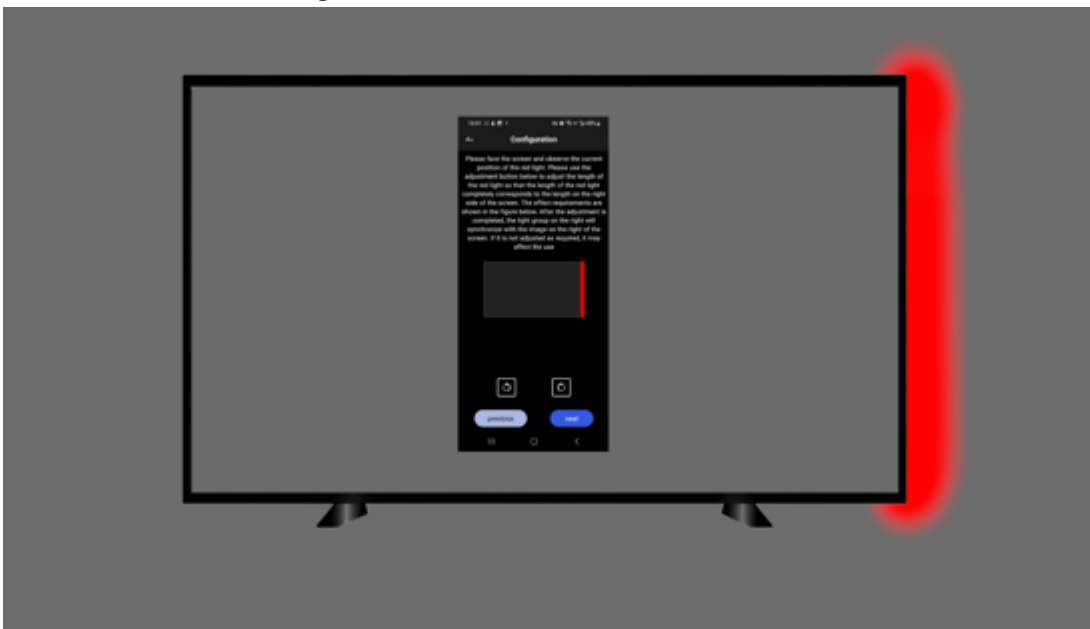 Configuration
Please face the screen and observe the current
position of the red light. Please use the
adjustment button below to adjust the length of
the red light so that the length of the red light
completely corresponds to the length on the right
side of the screen. The effect requirements are
shown in the figure below. After the adjustment is
completed, the light group on the right will
synchronize with the image on the right of the
screen. If it is not adjusted as required, it may
affect the use
previous
next